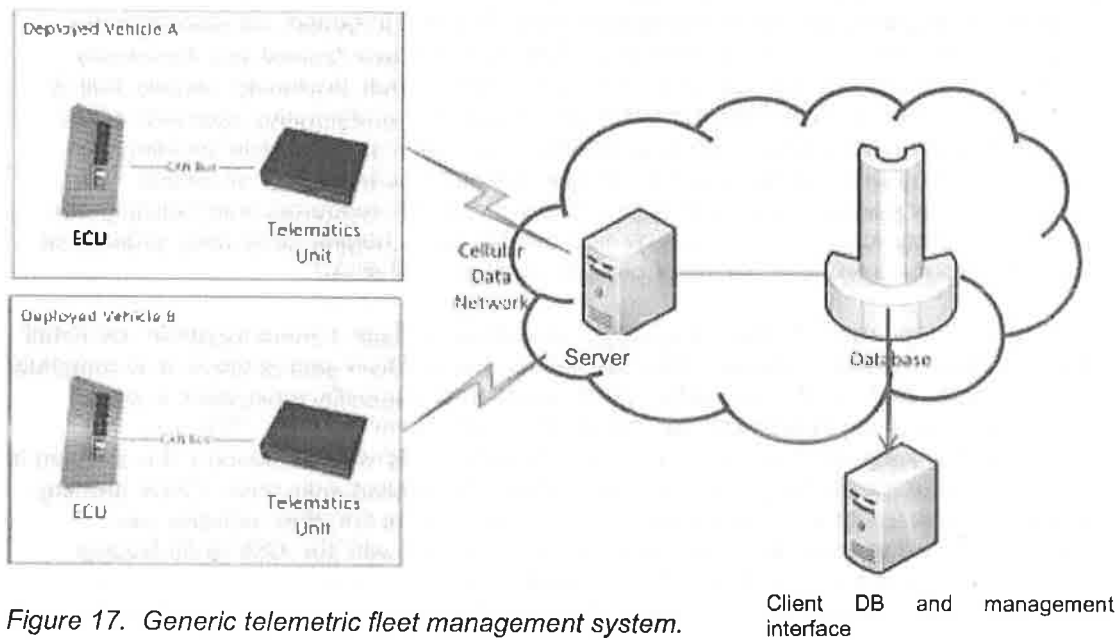 Deployed Vehicle A
CAN Bus
ECU
Telematics
Unit
Cellular
Data
Network
Server
Database
Deployed Vehicle B
CAN Bus
ECU
Telematics
Unit
Figure 17. Generic telemetric fleet management system.
Client DB and management
interface